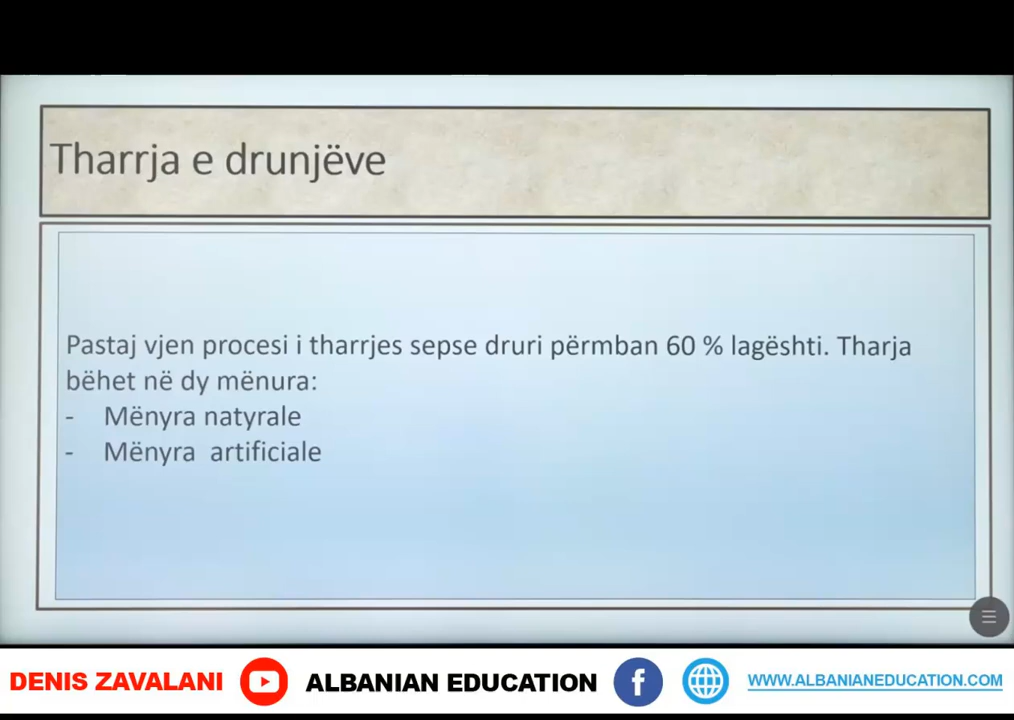 Tharrja e drunjëve
Pastaj vjen procesi i tharrjes sepse druri përmban 60 % lagështi. Tharja
bëhet në dy mënura:
- Mënyra natyrale
- Mënyra artificiale
DENIS ZAVALANI
ALBANIAN EDUCATION
WWW.ALBANIANEDUCATION.COM